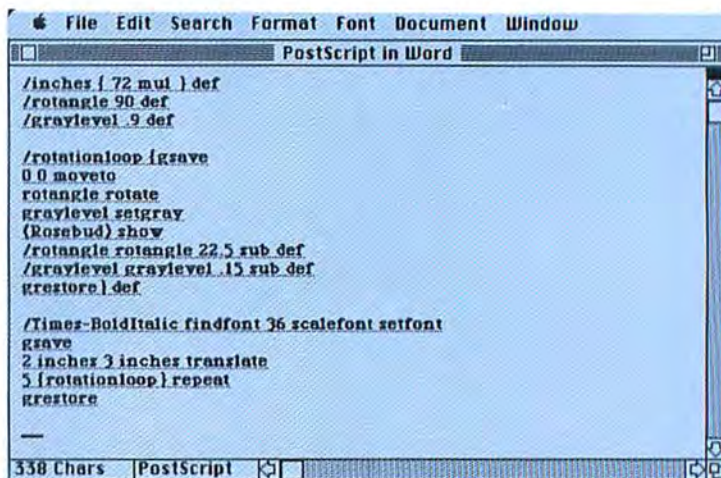 File Edit Search Format Font Document Window
PostScript in Word
/inches { 72 mul } def
/rotangle 90 def
/graylevel .9 def
/rotationloop {gsave
0 0 moveto
rotangle rotate
graylevel setgray
(Rosebud) show
/rotangle rotangle 22.5 sub def
/graylevel graylevel .15 sub def
grestore } def
/Times-BoldItalic findfont 36 scalefont setfont
gsave
2 inches 3 inches translate
5 {rotationloop} repeat
grestore
338 Chars PostScript